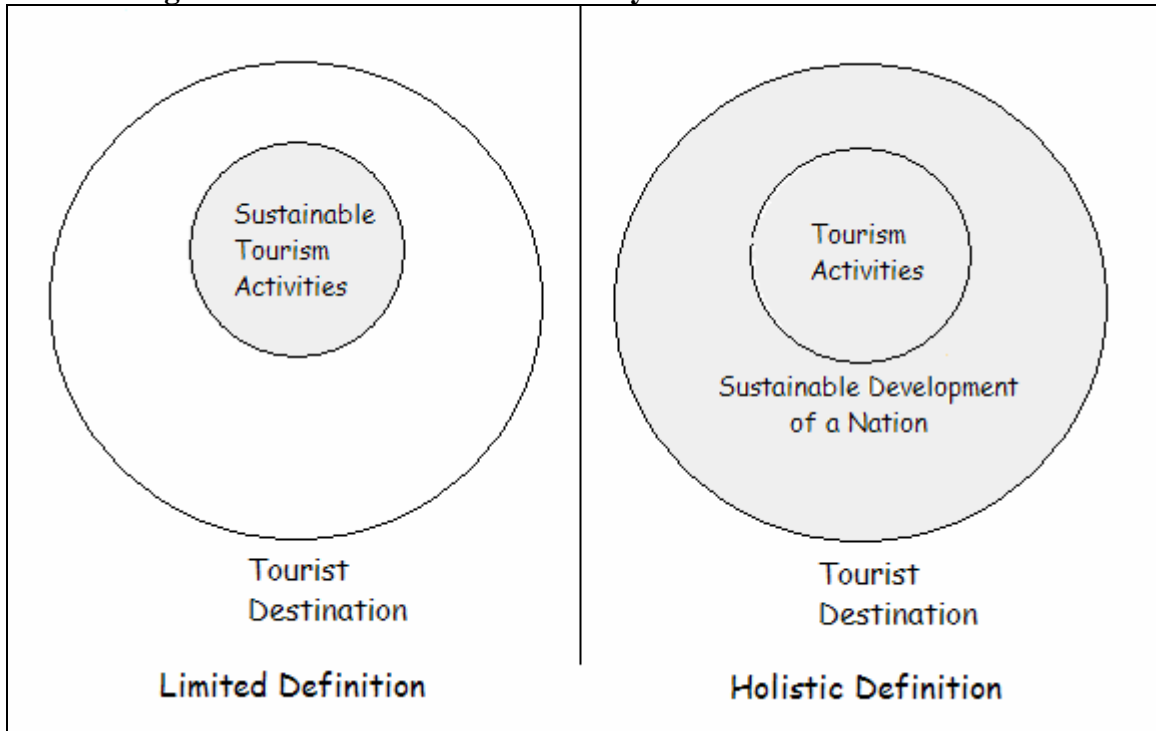 Sustainable
Tourism
Activities
Tourist
Destination
Limited Definition
Tourism
Activities
Sustainable Development
of a Nation
Tourist
Destination
Holistic Definition